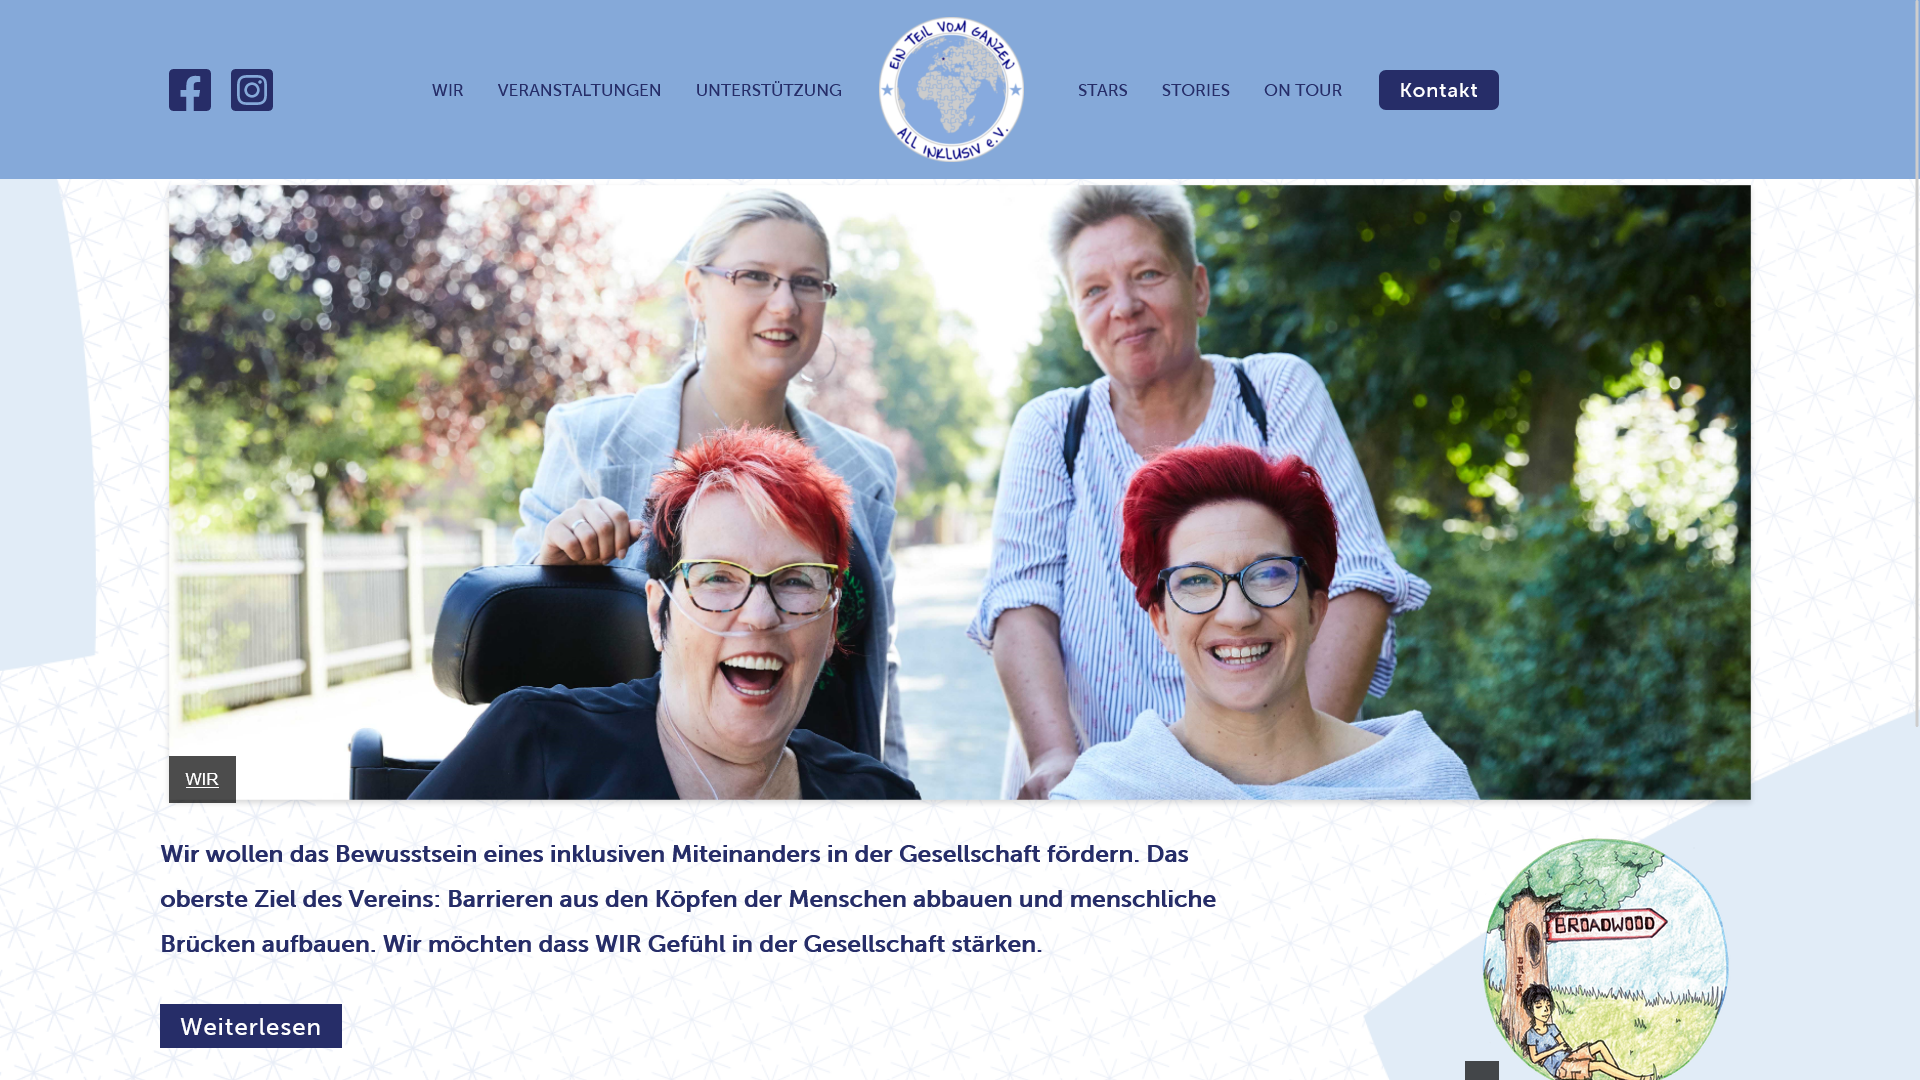 WIR
VERANSTALTUNGEN
UNTERSTÜTZUNG
EIN TEIL VOM GANZEN
ALL INKLUSIV e.V.
STARS
STORIES
ON TOUR
Kontakt
WIR
Wir wollen das Bewusstsein eines inklusiven Miteinanders in der Gesellschaft fördern. Das
oberste Ziel des Vereins: Barrieren aus den Köpfen der Menschen abbauen und menschliche
Brücken aufbauen. Wir möchten dass WIR Gefühl in der Gesellschaft stärken.
BROADWOOD
Weiterlesen